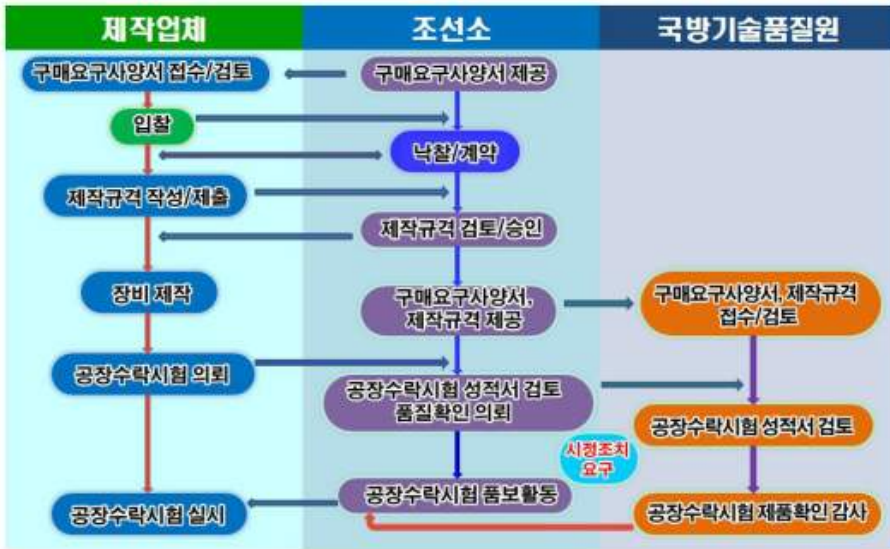 제작업체
조선소
국방기술품질원
구매요구사양서 접수/검토
구매요구사양서 제공
입찰
낙찰/계약
제작규격 작성/제출
제작규격 검토/승인
장비 제작
구매요구사양서,
제작규격 제공
구매요구사양서, 제작규격
접수/검토
공장수락시험 의뢰
공장수락시험 성적서 검토
품질확인 의뢰
공장수락시험 성적서 검토
시정조치
요구
공장수락시험 실시
공장수락시험 품보활동
공장수락시험 제품확인 감사